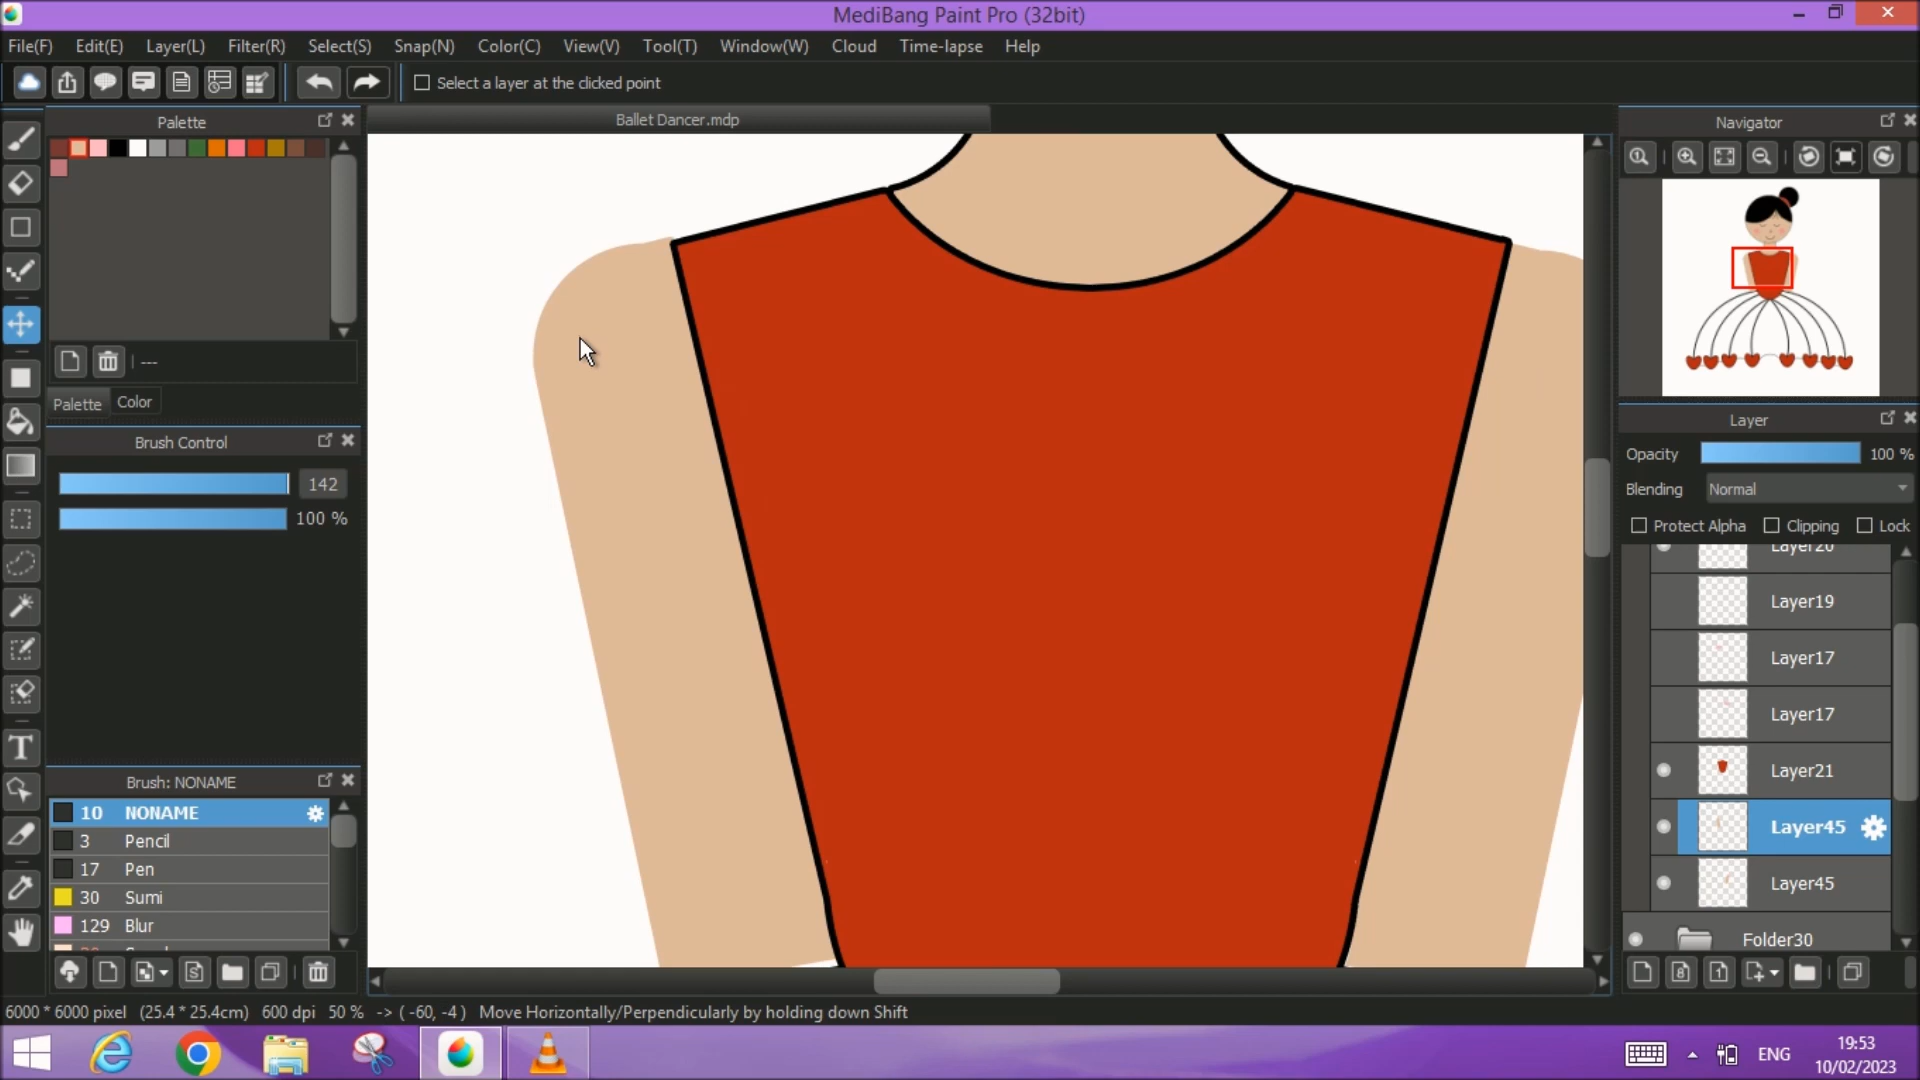 MediBang Paint Pro (32bit)
File(F) Edit(E) Layer(L) Filter(R) Select(S) Snap(N) Color(C) View(V) Tool(T) Window(W) Cloud Time-lapse Help
Select a layer at the clicked point
Palette
Ballet Dancer.mdp
Navigator
---
Palette Color
Brush Control
142
100 %
Layer
Opacity 100 %
Blending Normal
Protect Alpha Clipping Lock
Layer20
Layer19
Layer17
Layer17
Layer21
Layer45
Layer45
Folder30
Brush: NONAME
10 NONAME
3 Pencil
17 Pen
30 Sumi
129 Blur
6000 * 6000 pixel (25.4 * 25.4cm) 600 dpi 50 % -> ( -60, -4 ) Move Horizontally/Perpendicularly by holding down Shift
ENG
19:53
10/02/2023